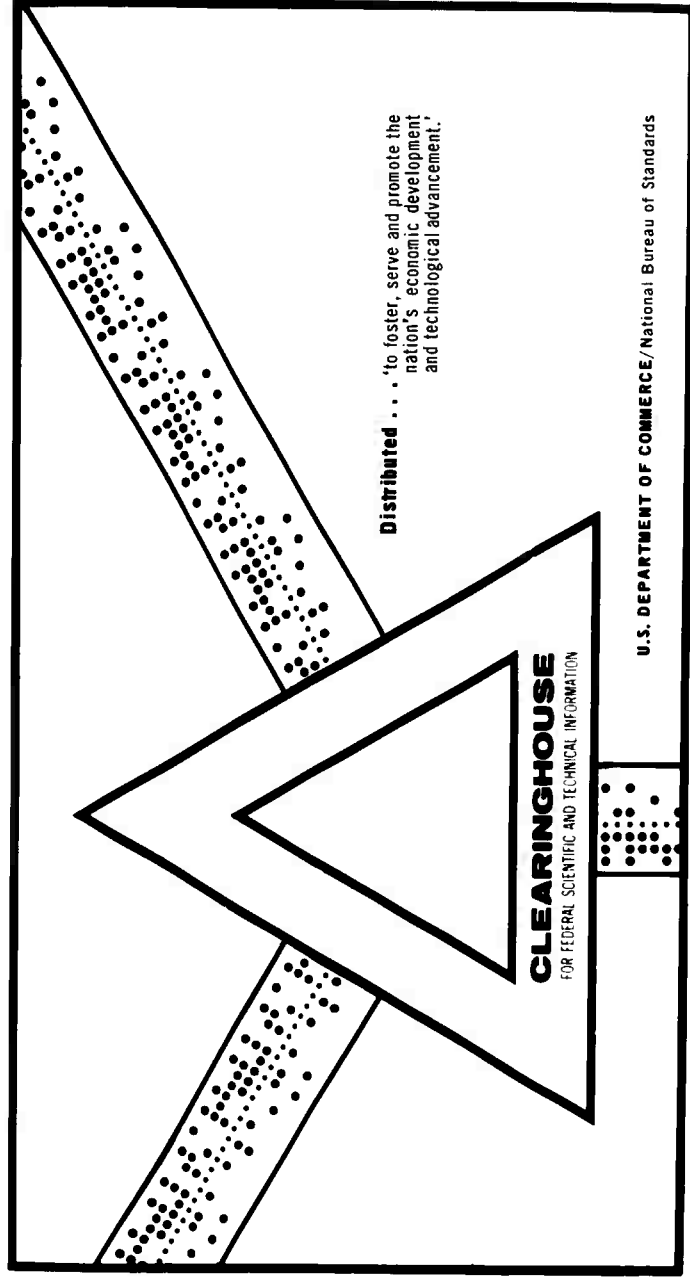 Distributed . . . 'to foster, serve and promote the
nation's economic development
and technological advancement.'
CLEARINGHOUSE
FOR FEDERAL SCIENTIFIC AND TECHNICAL INFORMATION
U.S. DEPARTMENT OF COMMERCE/National Bureau of Standards